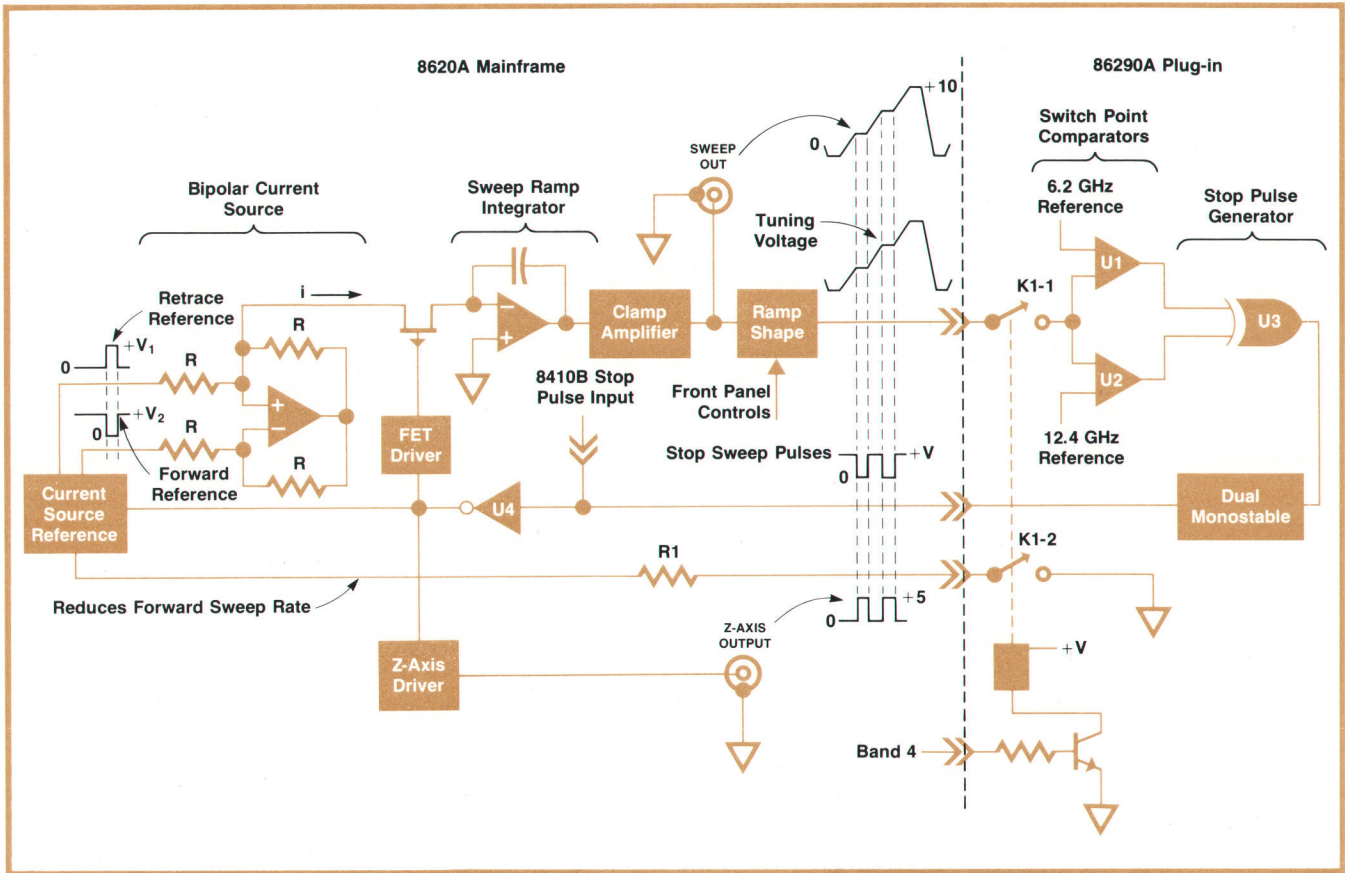 8620A Mainframe
86290A Plug-in
+10
0
SWEEP
OUT
Switch Point
Comparators
6.2 GHz
Reference
Stop Pulse
Generator
Bipolar Current
Source
Sweep Ramp
Integrator
Tuning
Voltage
U1
K1-1
U3
Retrace
Reference
i
R
−
+
Clamp
Amplifier
Ramp
Shape
+V1
0
R
U2
+V2
0
R
+
−
R
8410B Stop
Pulse Input
Front Panel
Controls
12.4 GHz
Reference
Forward
Reference
FET
Driver
Stop Sweep Pulses
+V
0
Current
Source
Reference
U4
Dual
Monostable
R1
K1-2
Reduces Forward Sweep Rate
+5
0
Z-AXIS
OUTPUT
Z-Axis
Driver
+V
Band 4